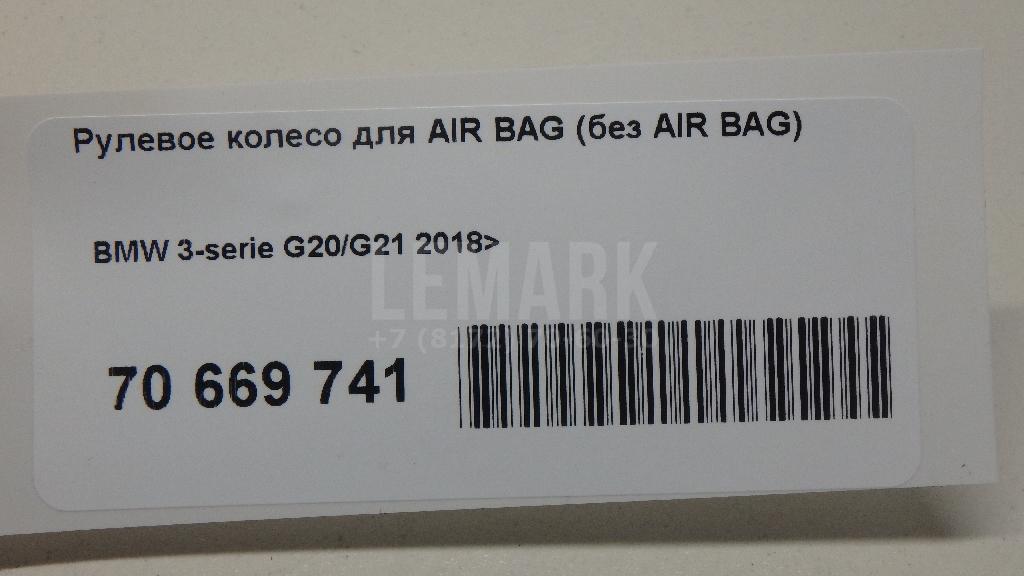 Рулевое колесо для AIR BAG (без AIR BAG)
BMW 3-serie G20/G21 2018>
LEMARK
70 669 741